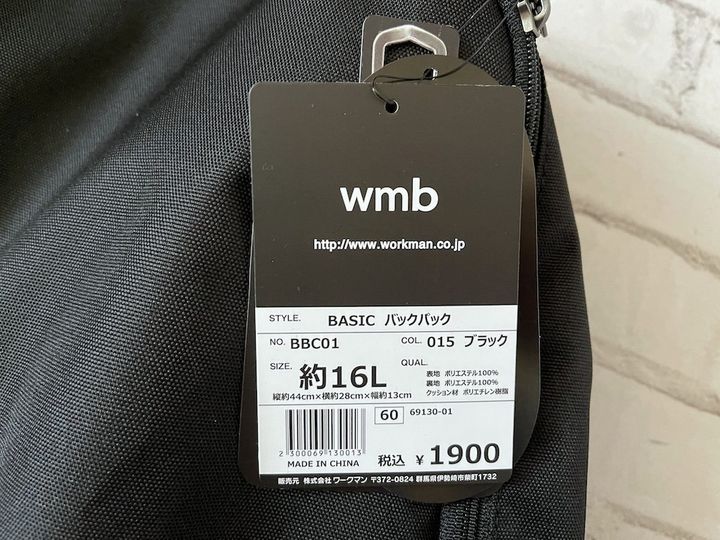 wmb
http://www.workman.co.jp
STYLE. BASIC バックパック
NO. BBC01 COL. 015 ブラック
SIZE. 約16L QUAL.
縦約44cm×横約28cm×幅約13cm
表地 ポリエステル100%
裏地 ポリエステル100%
クッション材 ポリエチレン樹脂
60 69130-01
2300069130013
MADE IN CHINA 税込 ¥1900
販売元 株式会社 ワークマン 〒372-0824 群馬県伊勢崎市柴町1732